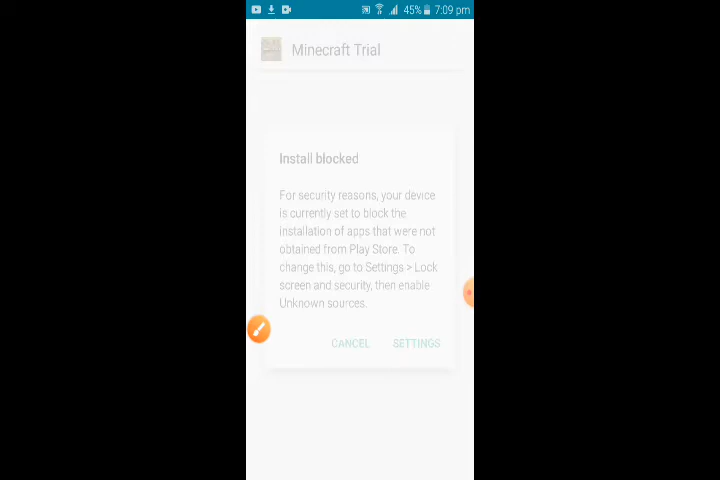 45% 7:09 pm
Minecraft Trial
Install blocked
For security reasons, your device
is currently set to block the
installation of apps that were not
obtained from Play Store. To
change this, go to Settings > Lock
screen and security, then enable
Unknown sources.
CANCEL SETTINGS